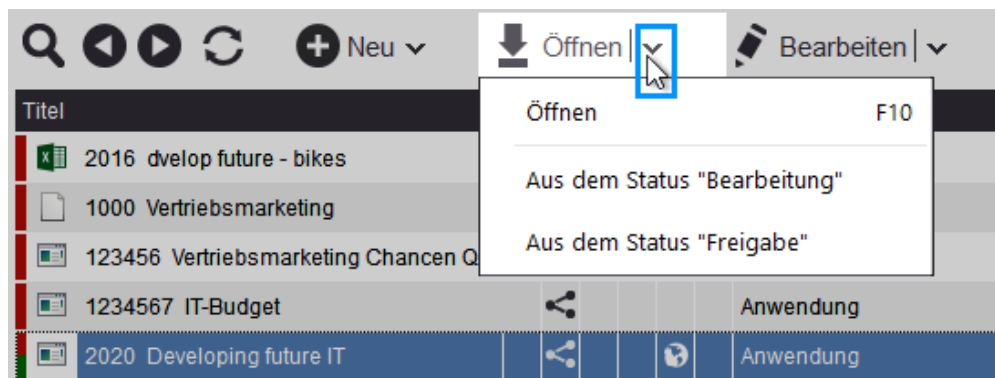 Neu Öffnen Bearbeiten
Titel
Öffnen F10
Aus dem Status "Bearbeitung"
Aus dem Status "Freigabe"
2016 dvelop future - bikes
1000 Vertriebsmarketing
123456 Vertriebsmarketing Chancen Q
1234567 IT-Budget Anwendung
2020 Developing future IT Anwendung